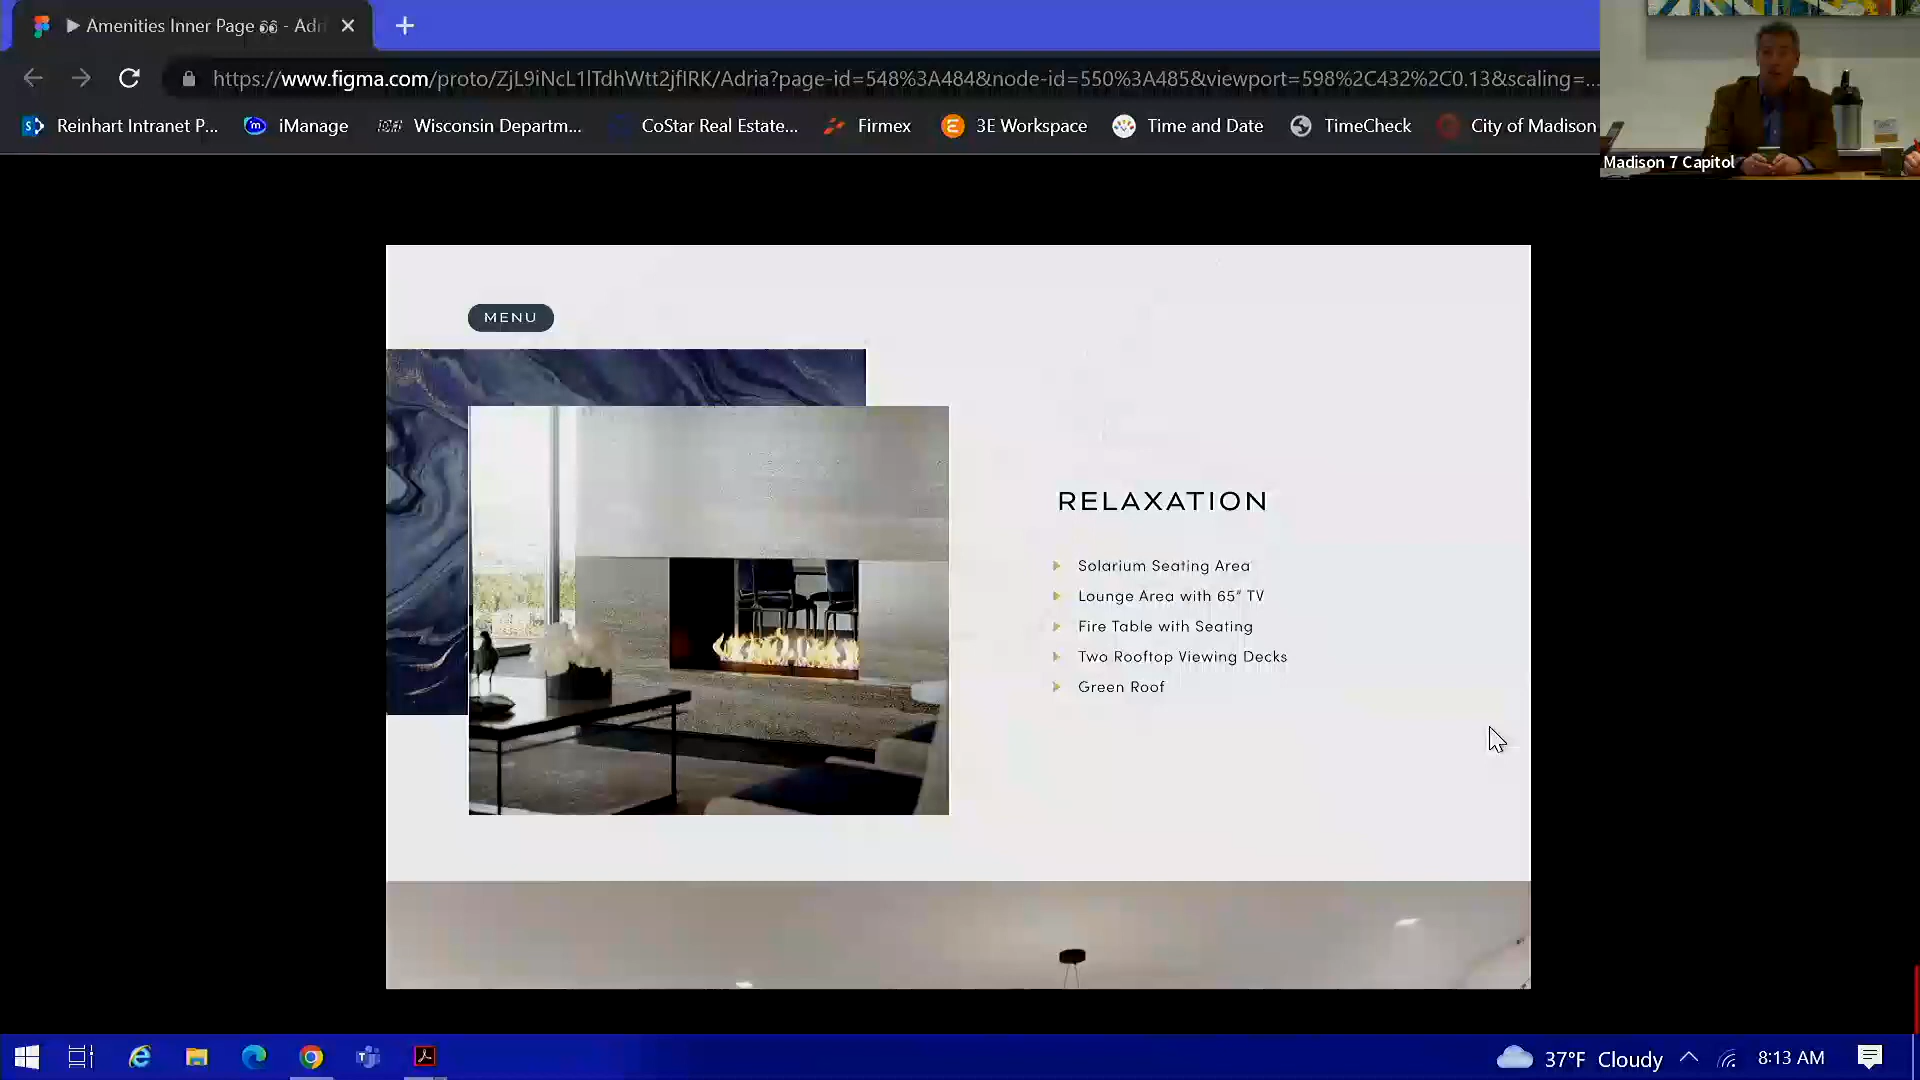 ▶ Amenities Inner Page 👀 - Adri
https://www.figma.com/proto/ZjL9iNcL1lTdhWtt2jfIRK/Adria?page-id=548%3A484&node-id=550%3A485&viewport=598%2C432%2C0.13&scaling=...
Reinhart Intranet P... iManage Wisconsin Departm... CoStar Real Estate... Firmex 3E Workspace Time and Date TimeCheck City of Madison
Madison 7 Capitol
MENU
RELAXATION
Solarium Seating Area
Lounge Area with 65" TV
Fire Table with Seating
Two Rooftop Viewing Decks
Green Roof
37°F Cloudy 8:13 AM